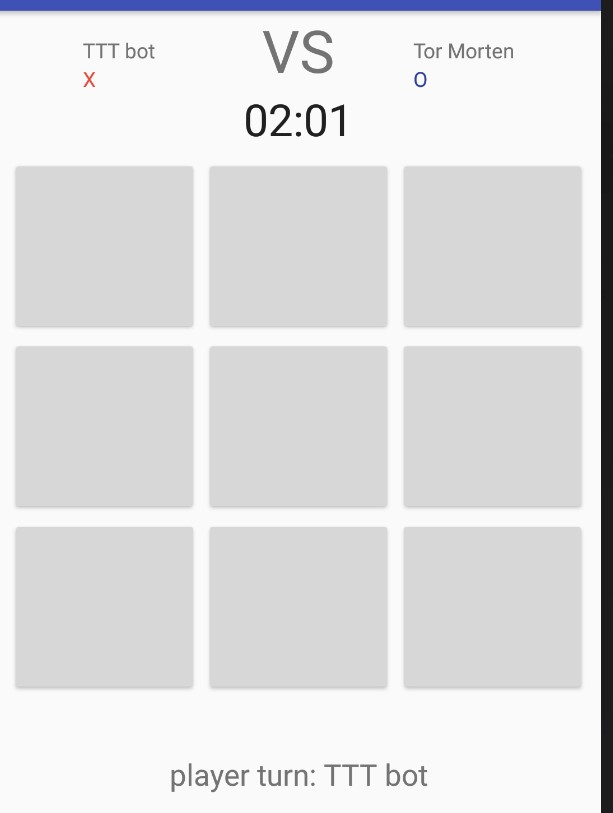 TTT bot
X
VS
Tor Morten
O
02:01
player turn: TTT bot